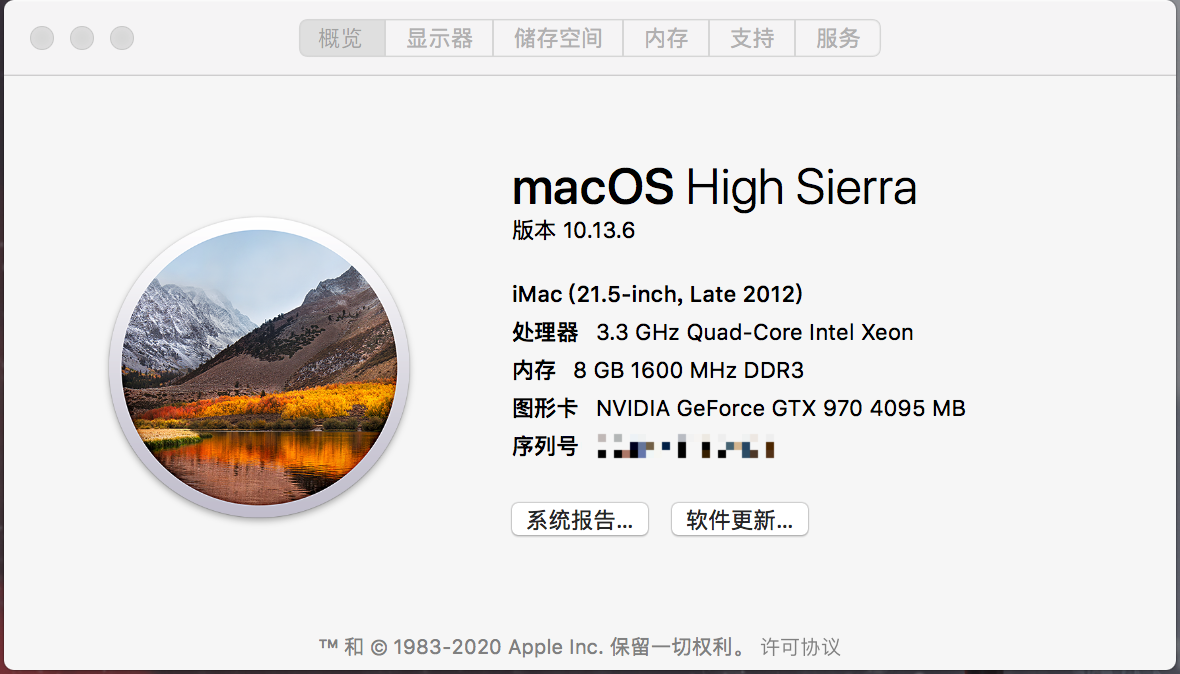 概览 显示器 储存空间 内存 支持 服务
macOS High Sierra
版本 10.13.6
iMac (21.5-inch, Late 2012)
处理器 3.3 GHz Quad-Core Intel Xeon
内存 8 GB 1600 MHz DDR3
图形卡 NVIDIA GeForce GTX 970 4095 MB
序列号
系统报告... 软件更新...
™ 和 © 1983-2020 Apple Inc. 保留一切权利。 许可协议